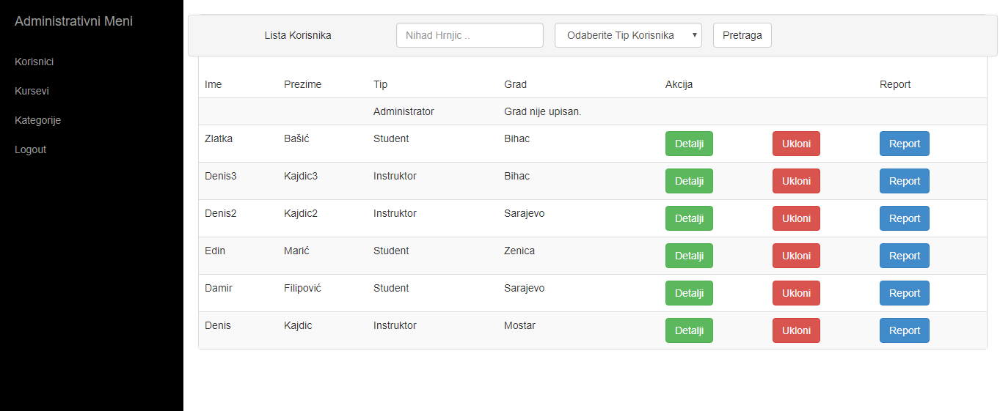 Administrativni Meni
Korisnici
Kursevi
Kategorije
Logout
Lista Korisnika Nihad Hrnjic .. Odaberite Tip Korisnika Pretraga
Ime Prezime Tip Grad Akcija Report
Administrator Grad nije upisan.
Zlatka Bašić Student Bihac Detalji Ukloni Report
Denis3 Kajdic3 Instruktor Bihac Detalji Ukloni Report
Denis2 Kajdic2 Instruktor Sarajevo Detalji Ukloni Report
Edin Marić Student Zenica Detalji Ukloni Report
Damir Filipović Student Sarajevo Detalji Ukloni Report
Denis Kajdic Instruktor Mostar Detalji Ukloni Report